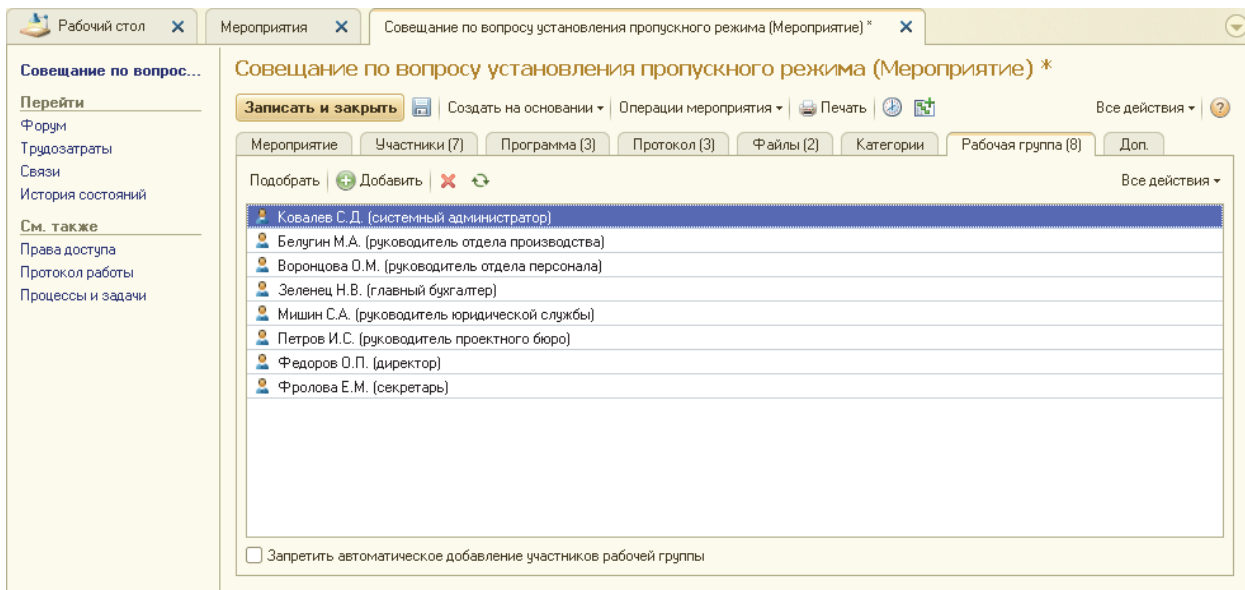 Рабочий стол
Мероприятия
Совещание по вопросу установления пропускного режима (Мероприятие) *
Совещание по вопрос...
Перейти
Форум
Трудозатраты
Связи
История состояний
См. также
Права доступа
Протокол работы
Процессы и задачи
Совещание по вопросу установления пропускного режима (Мероприятие) *
Записать и закрыть Создать на основании Операции мероприятия Печать Все действия
Мероприятие Участники (7) Программа (3) Протокол (3) Файлы (2) Категории Рабочая группа (8) Доп.
Подобрать Добавить Все действия
Ковалев С.Д. (системный администратор)
Белугин М.А. (руководитель отдела производства)
Воронцова О.М. (руководитель отдела персонала)
Зеленец Н.В. (главный бухгалтер)
Мишин С.А. (руководитель юридической службы)
Петров И.С. (руководитель проектного бюро)
Федоров О.П. (директор)
Фролова Е.М. (секретарь)
Запретить автоматическое добавление участников рабочей группы